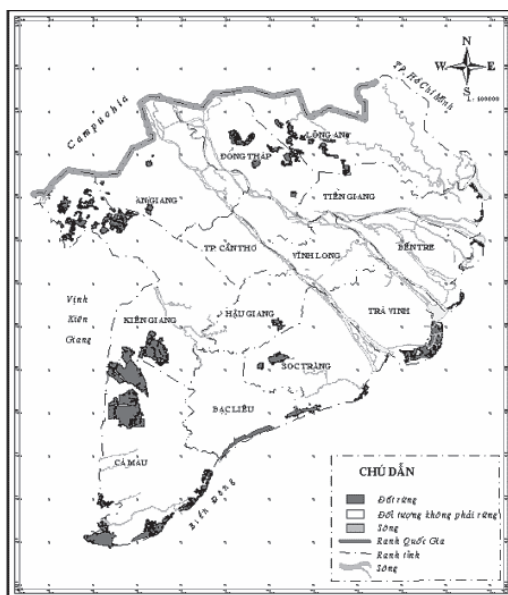 N
W E
S
TP. Hồ Chí Minh
Campuchia
LONG AN
ĐỒNG THÁP
TIỀN GIANG
AN GIANG
BẾN TRE
TP. CẦN THƠ
VĨNH LONG
Vịnh
Kiên
Giang
KIÊN GIANG
HẬU GIANG
TRÀ VINH
SÓC TRĂNG
BẠC LIÊU
CÀ MAU
Biển Đông
CHÚ DẪN
Đất rừng
Đối tượng không phải rừng
Sông
Ranh Quốc Gia
Ranh tỉnh
Sông